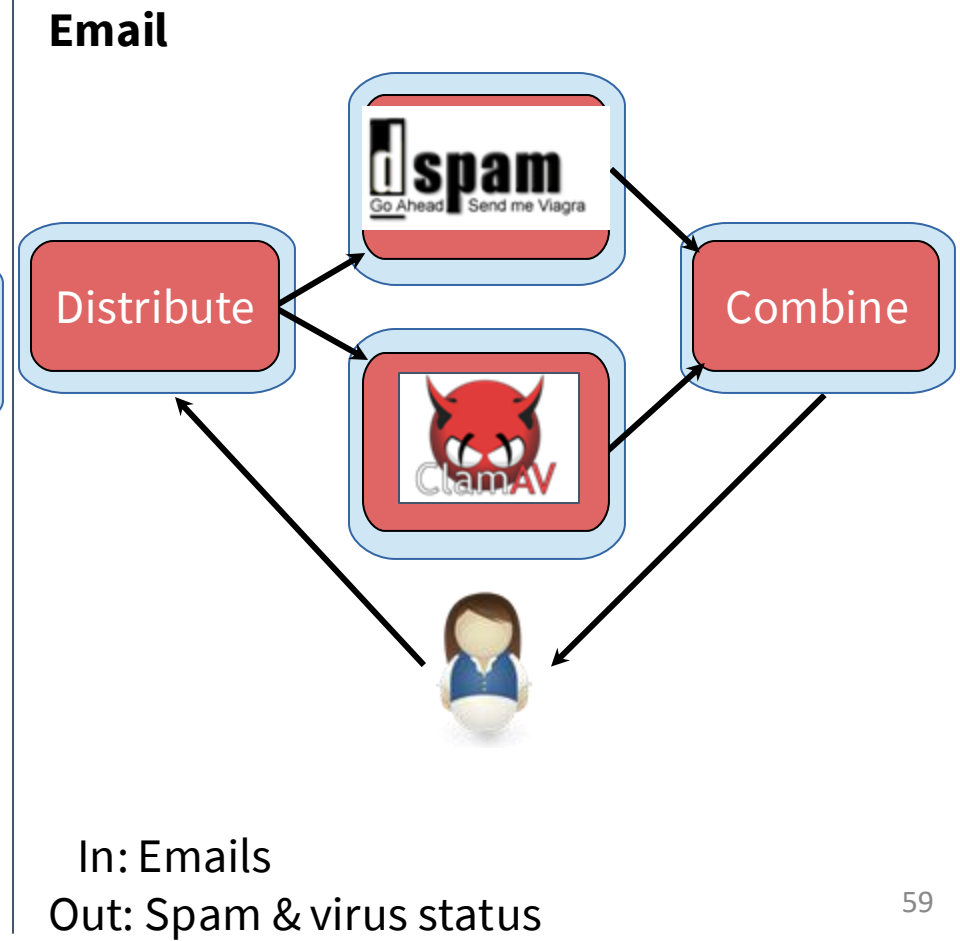 Email
dspam
Go Ahead Send me Viagra
Distribute
Combine
ClamAV
In: Emails
Out: Spam & virus status
59